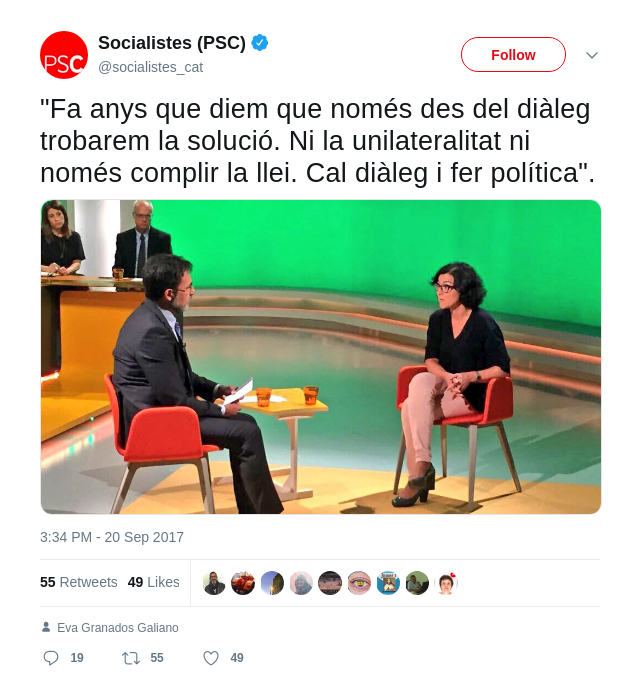 PSC
Socialistes (PSC)
@socialistes_cat
Follow
"Fa anys que diem que només des del diàleg
trobarem la solució. Ni la unilateralitat ni
només complir la llei. Cal diàleg i fer política".
3:34 PM - 20 Sep 2017
55 Retweets 49 Likes
Eva Granados Galiano
19 55 49